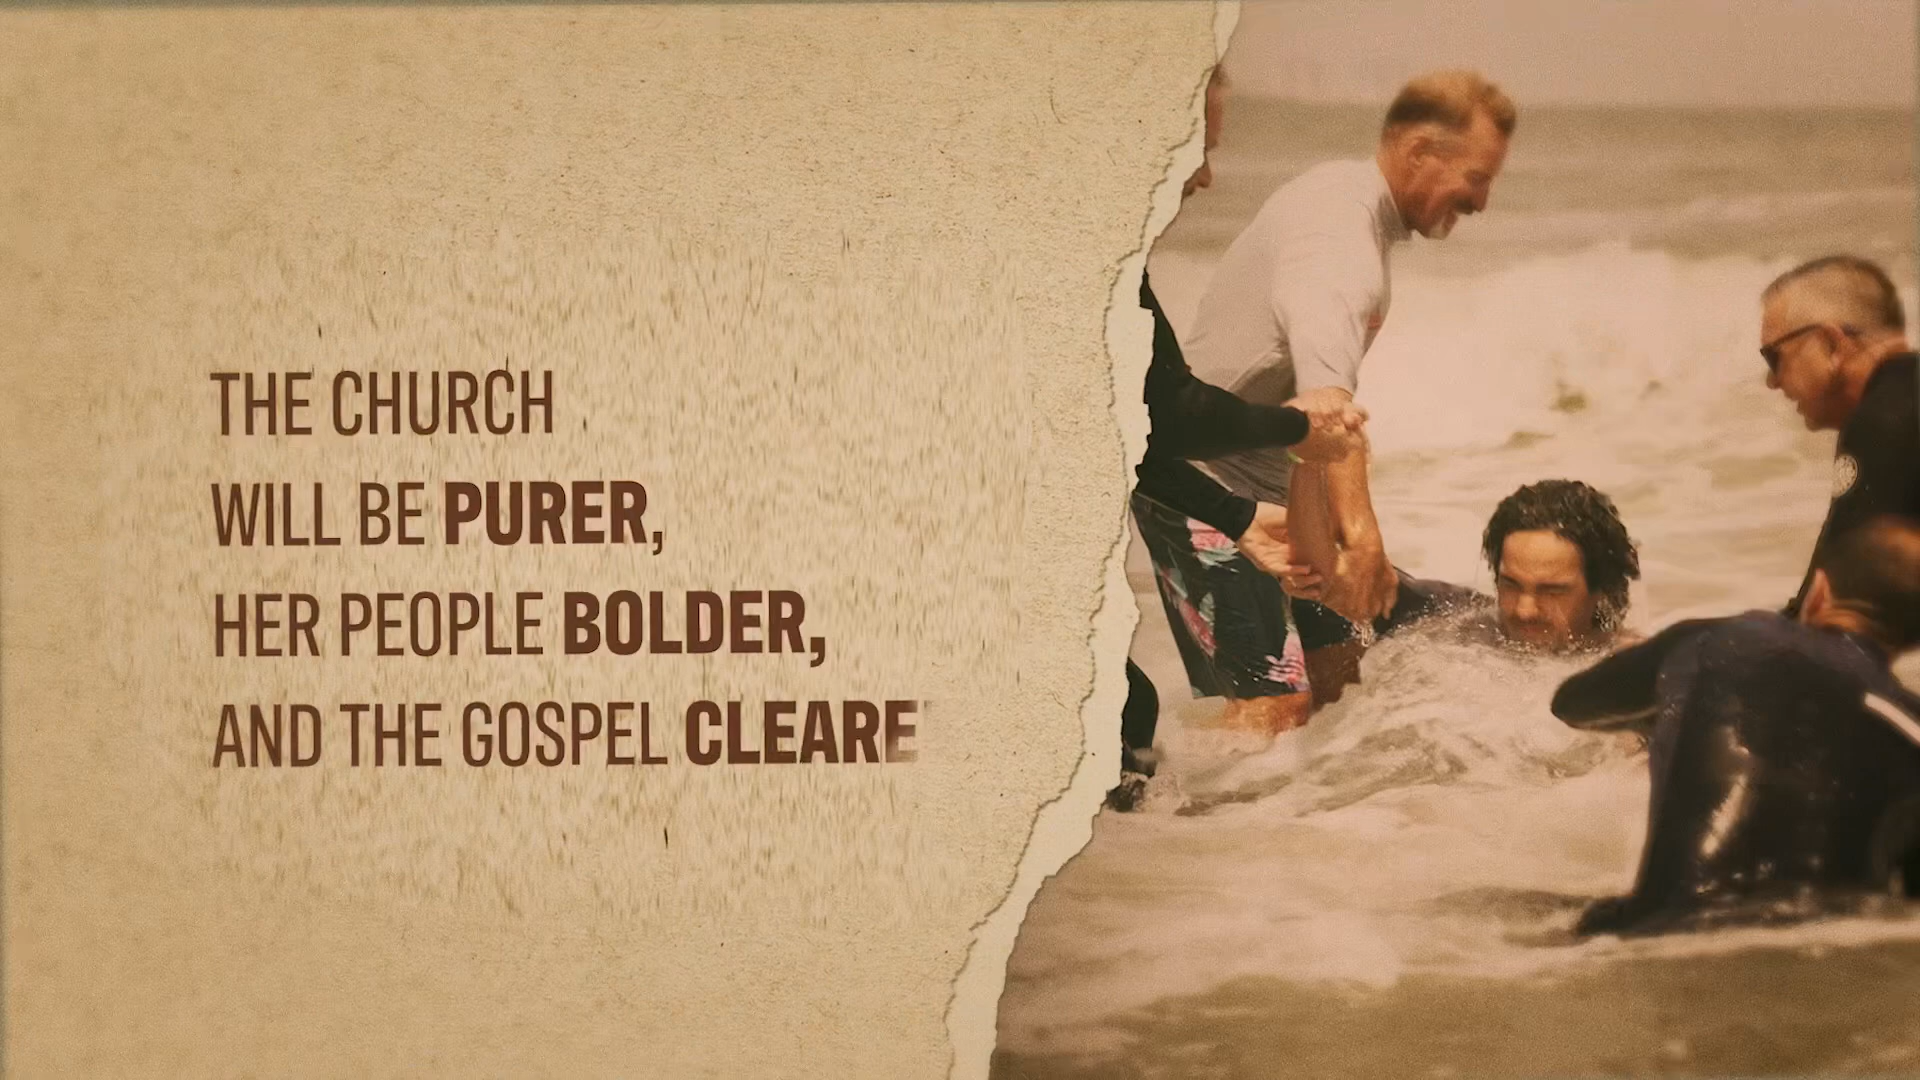 THE CHURCH
WILL BE PURER,
HER PEOPLE BOLDER,
AND THE GOSPEL CLEARE